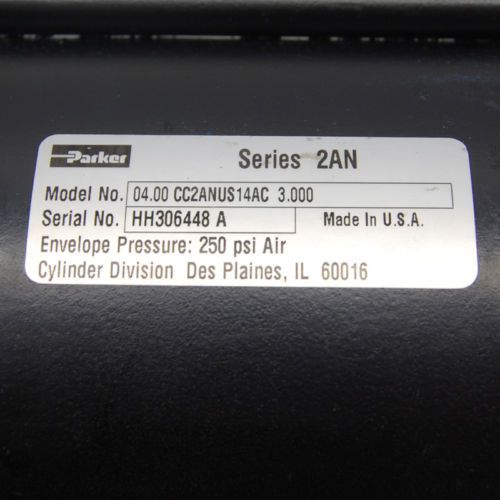 Parker Series 2AN
Model No. 04.00 CC2ANUS14AC 3.000
Serial No. HH306448 A Made In U.S.A.
Envelope Pressure: 250 psi Air
Cylinder Division Des Plaines, IL 60016